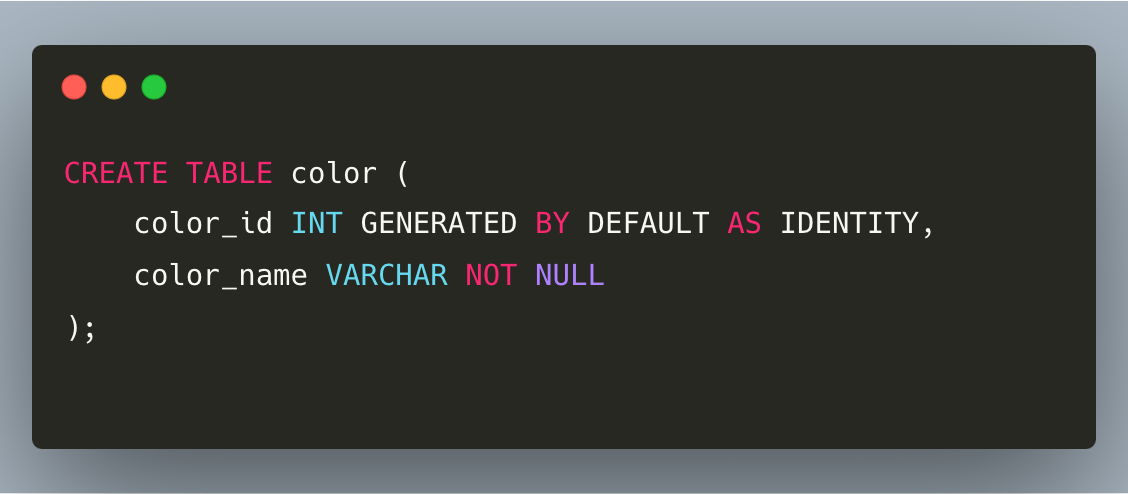 CREATE TABLE color (
    color_id INT GENERATED BY DEFAULT AS IDENTITY,
    color_name VARCHAR NOT NULL
);